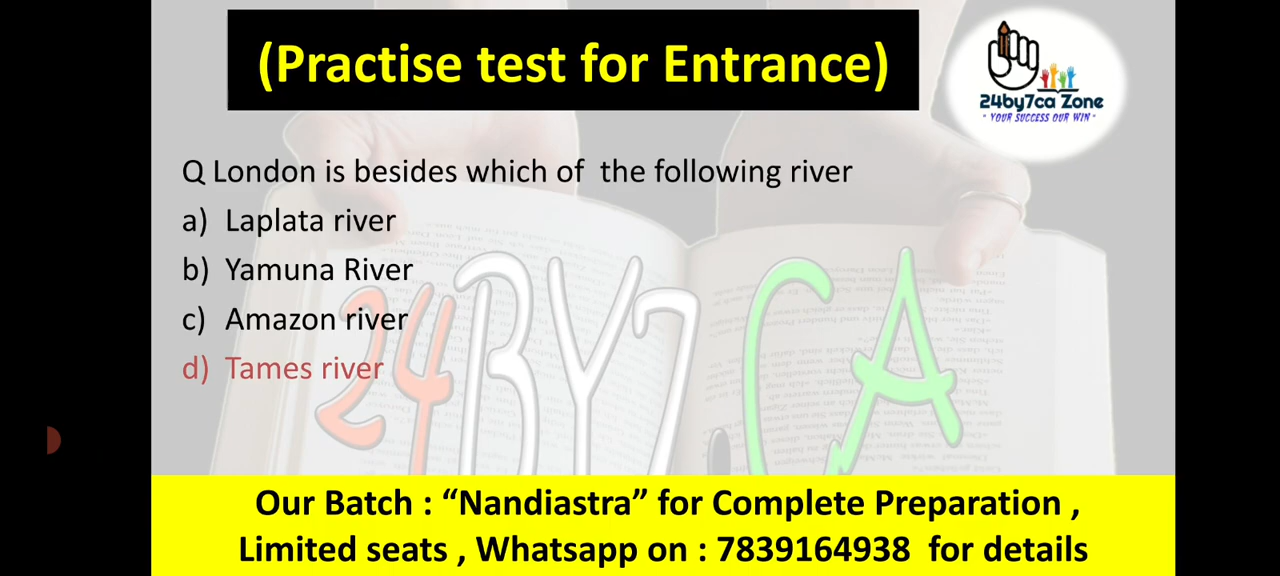 (Practise test for Entrance)
24by7ca Zone
" YOUR SUCCESS OUR WIN "
Q London is besides which of the following river
a) Laplata river
b) Yamuna River
c) Amazon river
d) Tames river
24BY7.CA
Our Batch : “Nandiastra” for Complete Preparation ,
Limited seats , Whatsapp on : 7839164938 for details